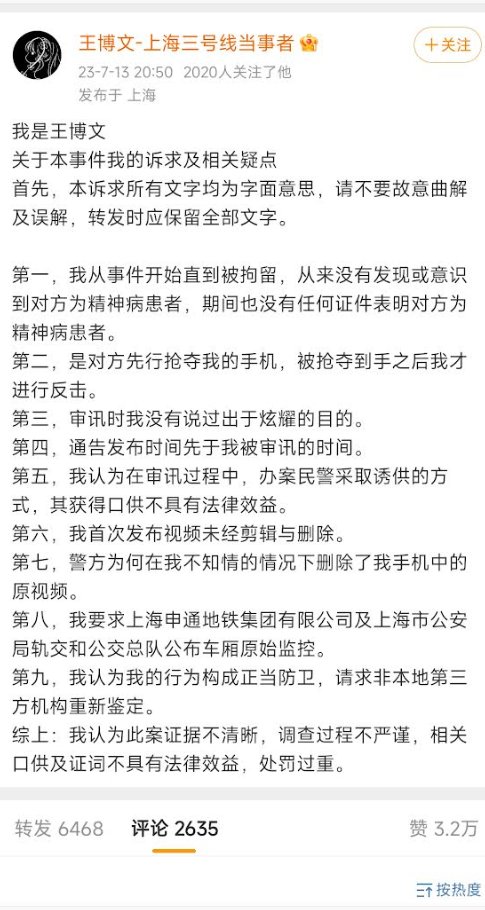 王博文-上海三号线当事者
+关注
23-7-13 20:50 2020人关注了他
发布于 上海
我是王博文
关于本事件我的诉求及相关疑点
首先，本诉求所有文字均为字面意思，请不要故意曲解
及误解，转发时应保留全部文字。
第一，我从事件开始直到被拘留，从来没有发现或意识
到对方为精神病患者，期间也没有任何证件表明对方为
精神病患者。
第二，是对方先行抢夺我的手机，被抢夺到手之后我才
进行反击。
第三，审讯时我没有说过出于炫耀的目的。
第四，通告发布时间先于我被审讯的时间。
第五，我认为在审讯过程中，办案民警采取诱供的方
式，其获得口供不具有法律效益。
第六，我首次发布视频未经剪辑与删除。
第七，警方为何在我不知情的情况下删除了我手机中的
原视频。
第八，我要求上海申通地铁集团有限公司及上海市公安
局轨交和公交总队公布车厢原始监控。
第九，我认为我的行为构成正当防卫，请求非本地第三
方机构重新鉴定。
综上：我认为此案证据不清晰，调查过程不严谨，相关
口供及证词不具有法律效益，处罚过重。
转发 6468 评论 2635 赞 3.2万
按热度